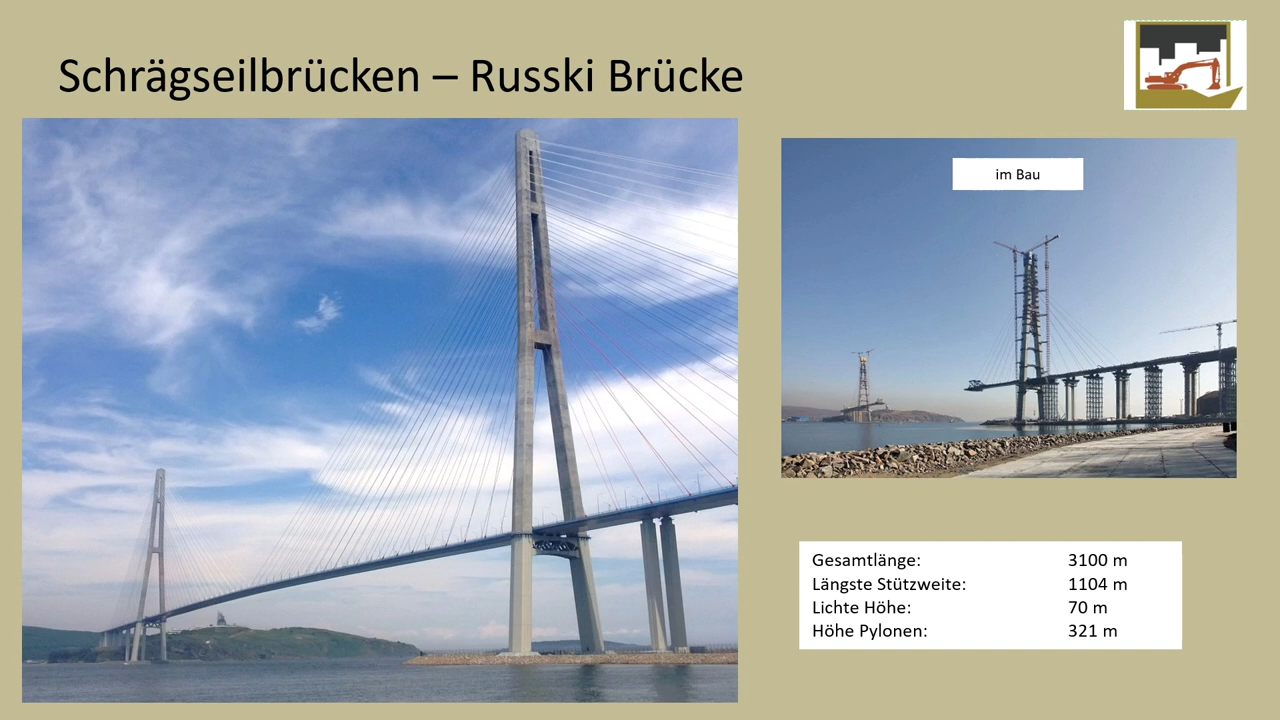 Schrägseilbrücken – Russki Brücke
im Bau
Gesamtlänge: 3100 m
Längste Stützweite: 1104 m
Lichte Höhe: 70 m
Höhe Pylonen: 321 m